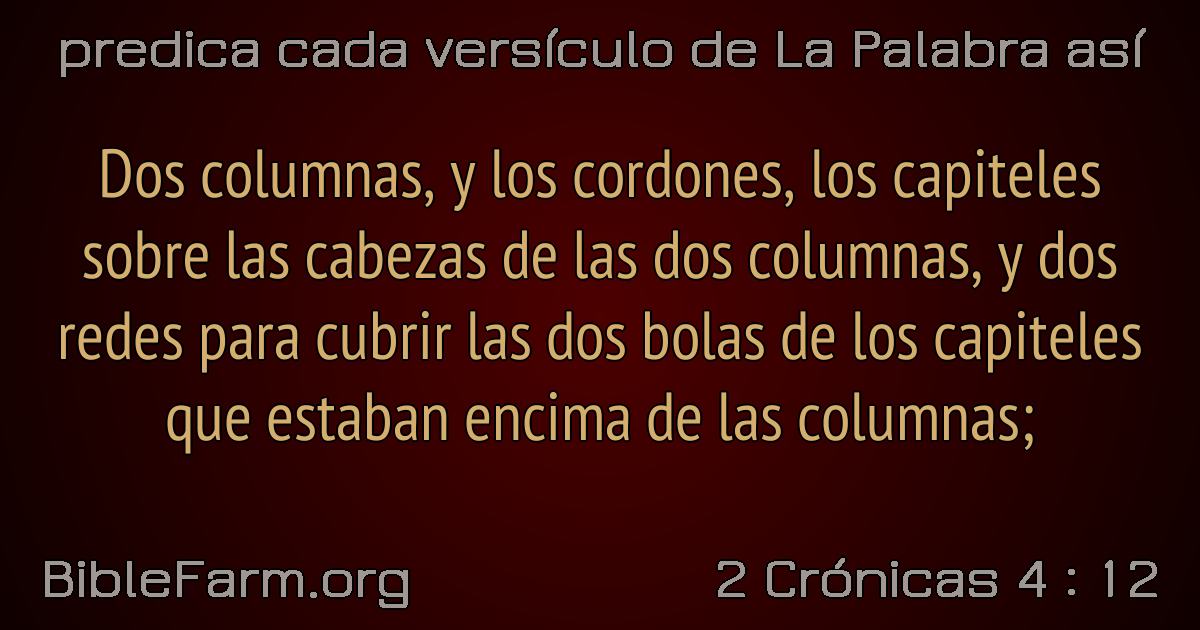 predica cada versículo de La Palabra así
Dos columnas, y los cordones, los capiteles
sobre las cabezas de las dos columnas, y dos
redes para cubrir las dos bolas de los capiteles
que estaban encima de las columnas;
BibleFarm.org
2 Crónicas 4 : 12